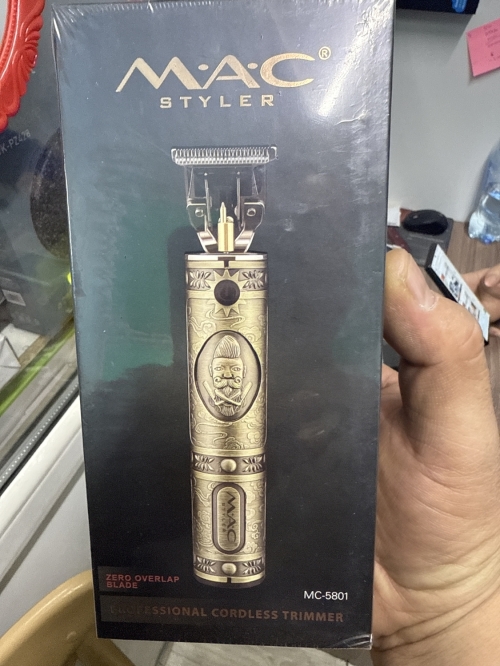 M·A·C®
STYLER
M·A·C
ZERO OVERLAP
BLADE
MC-5801
PROFESSIONAL CORDLESS TRIMMER